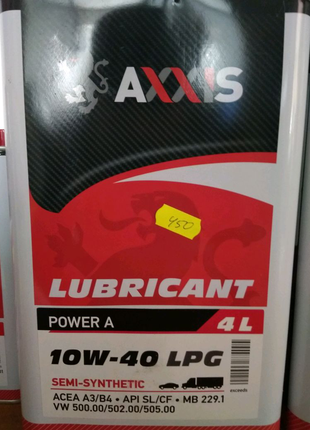 AXXIS
450
LUBRICANT
POWER A 4 L
10W-40 LPG
SEMI-SYNTHETIC
exceeds
ACEA A3/B4 • API SL/CF • MB 229.1
VW 500.00/502.00/505.00